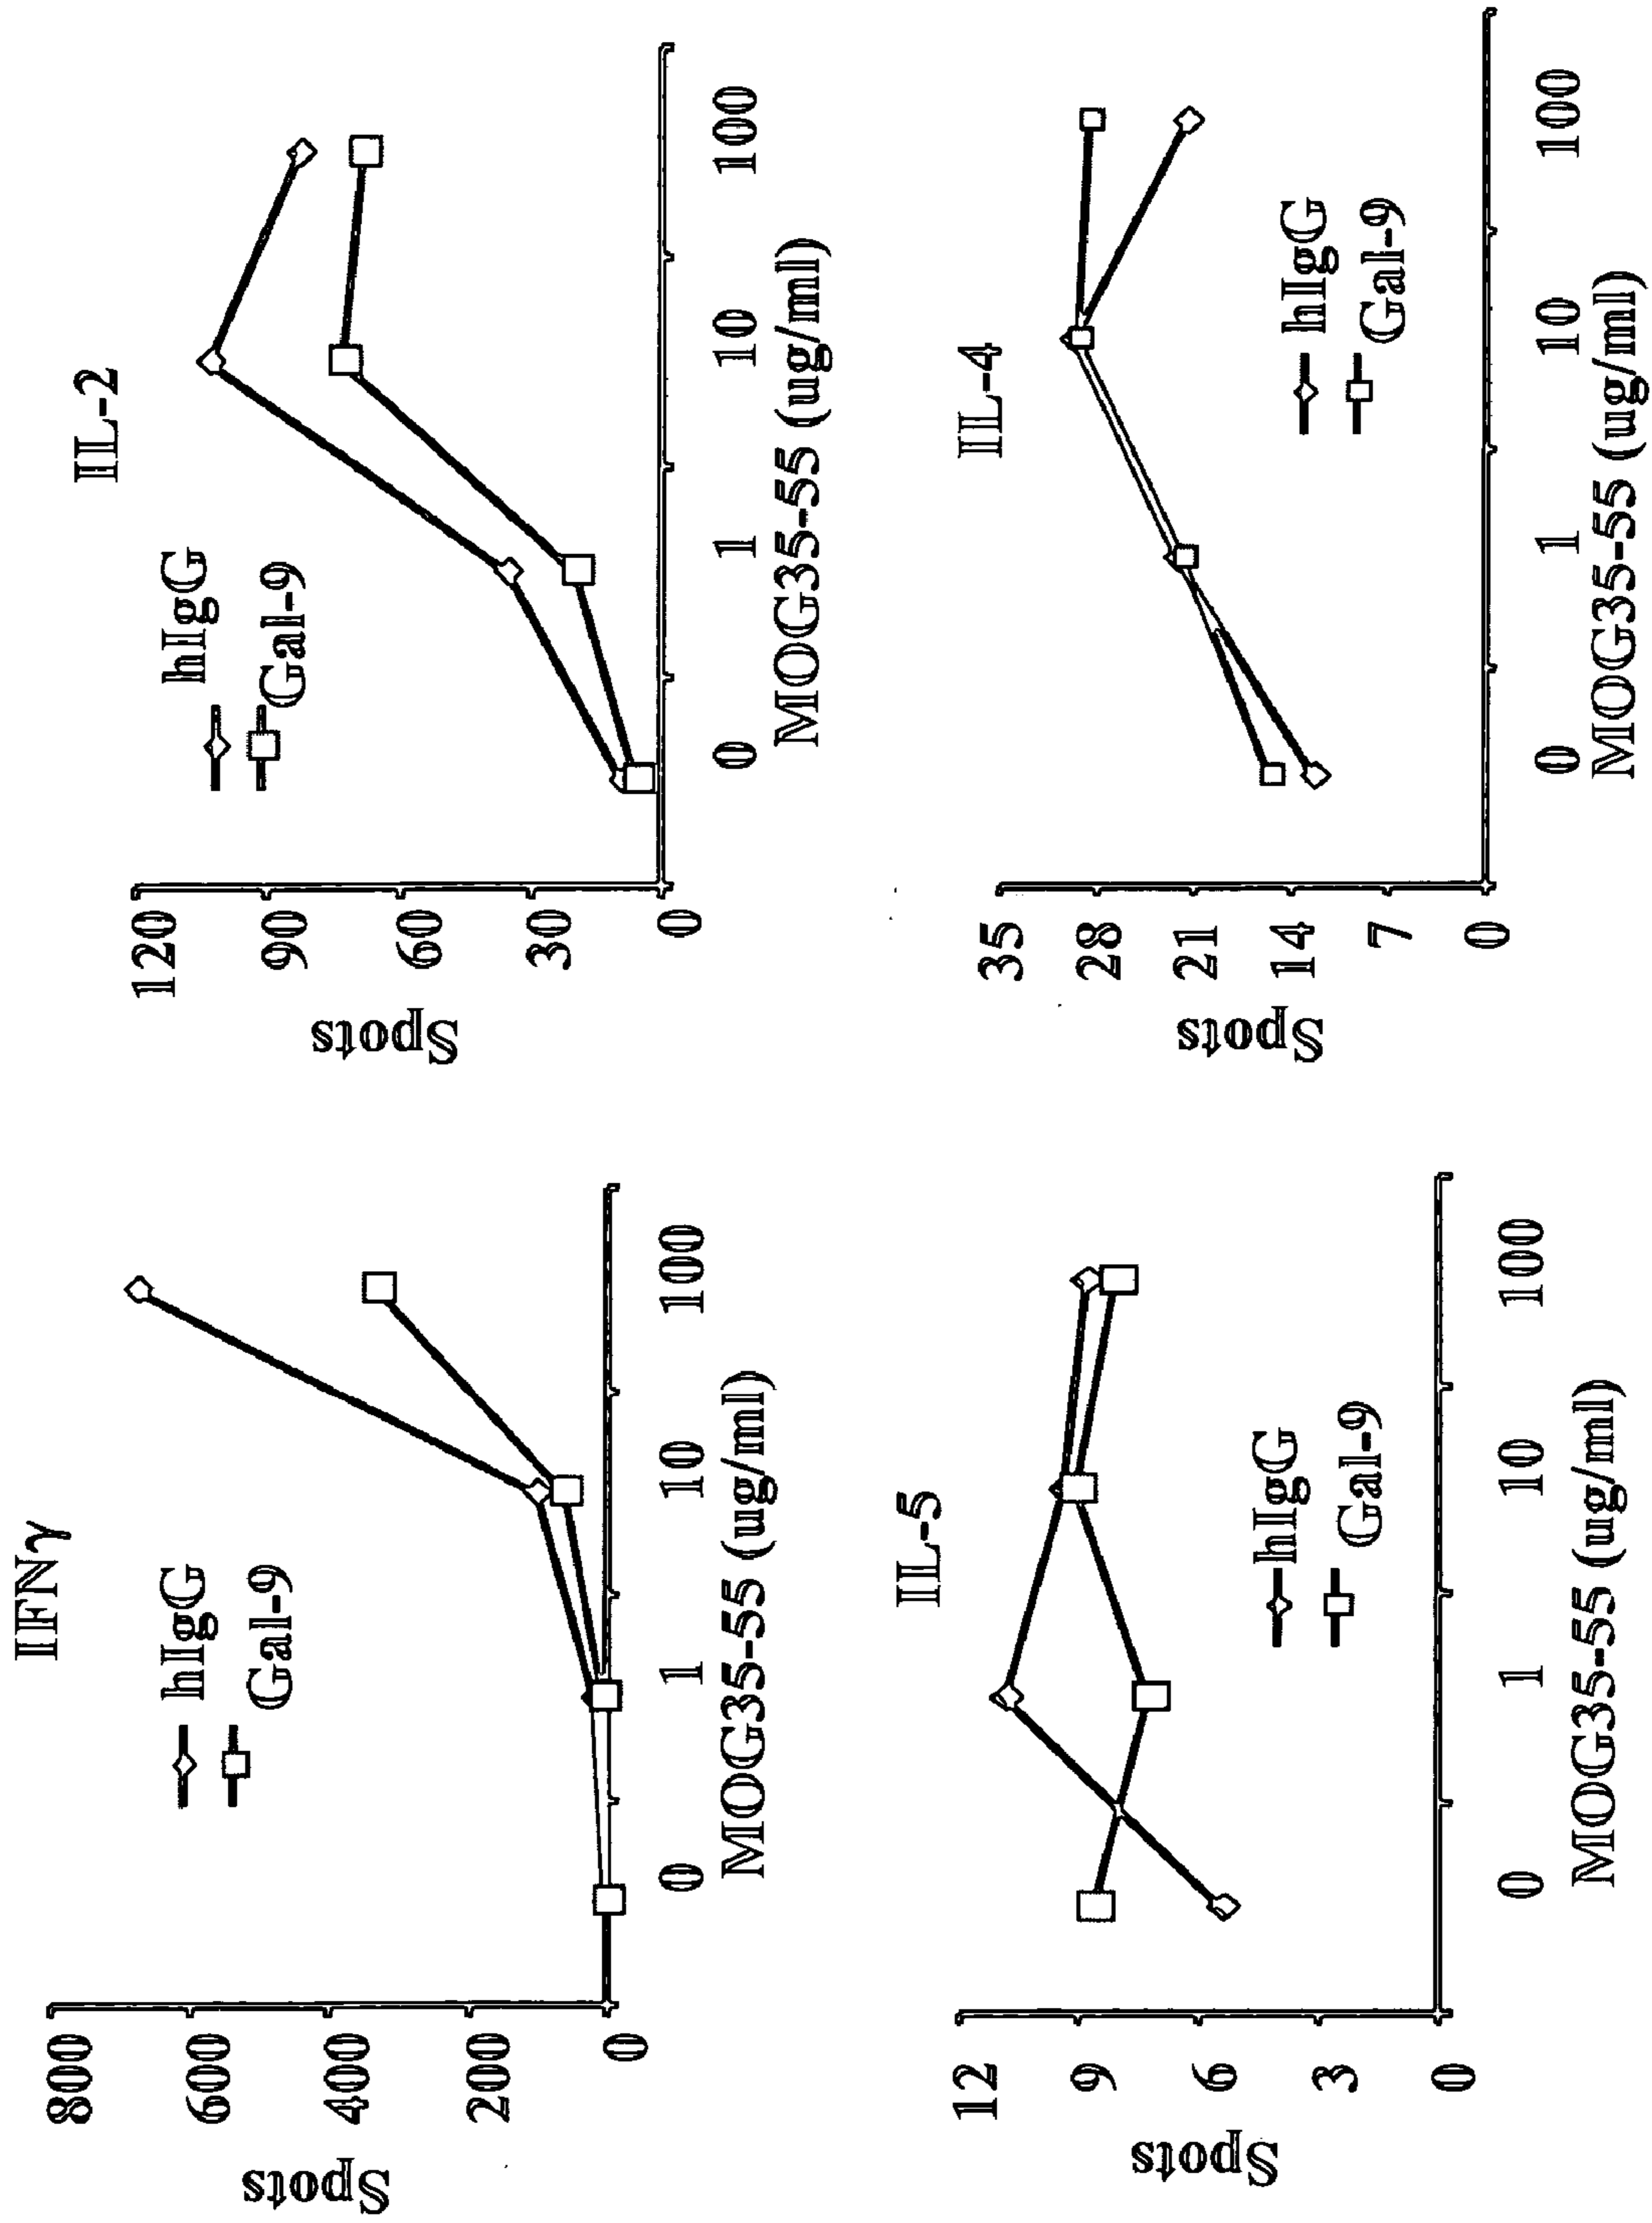 IFNγ
800
600
400
200
0
Spots
hIgG
Gal-9
0 1 10 100
MOG35-55 (ug/ml)
IL-2
120
90
60
30
0
Spots
hIgG
Gal-9
0 1 10 100
MOG35-55 (ug/ml)
IL-5
12
9
6
3
0
Spots
hIgG
Gal-9
0 1 10 100
MOG35-55 (ug/ml)
IL-4
35
28
21
14
7
0
Spots
hIgG
Gal-9
0 1 10 100
MOG35-55 (ug/ml)